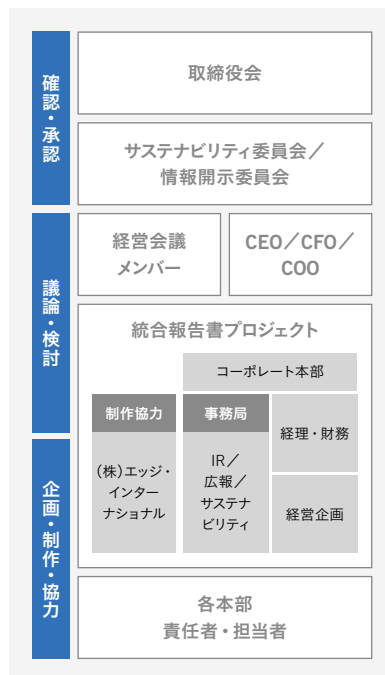 確認・承認
取締役会
サステナビリティ委員会／
情報開示委員会
議論・検討
経営会議
メンバー
CEO／CFO／
COO
統合報告書プロジェクト
コーポレート本部
制作協力
(株)エッジ・
インター
ナショナル
事務局
IR／
広報／
サステナ
ビリティ
経理・財務
経営企画
企画・制作・協力
各本部
責任者・担当者